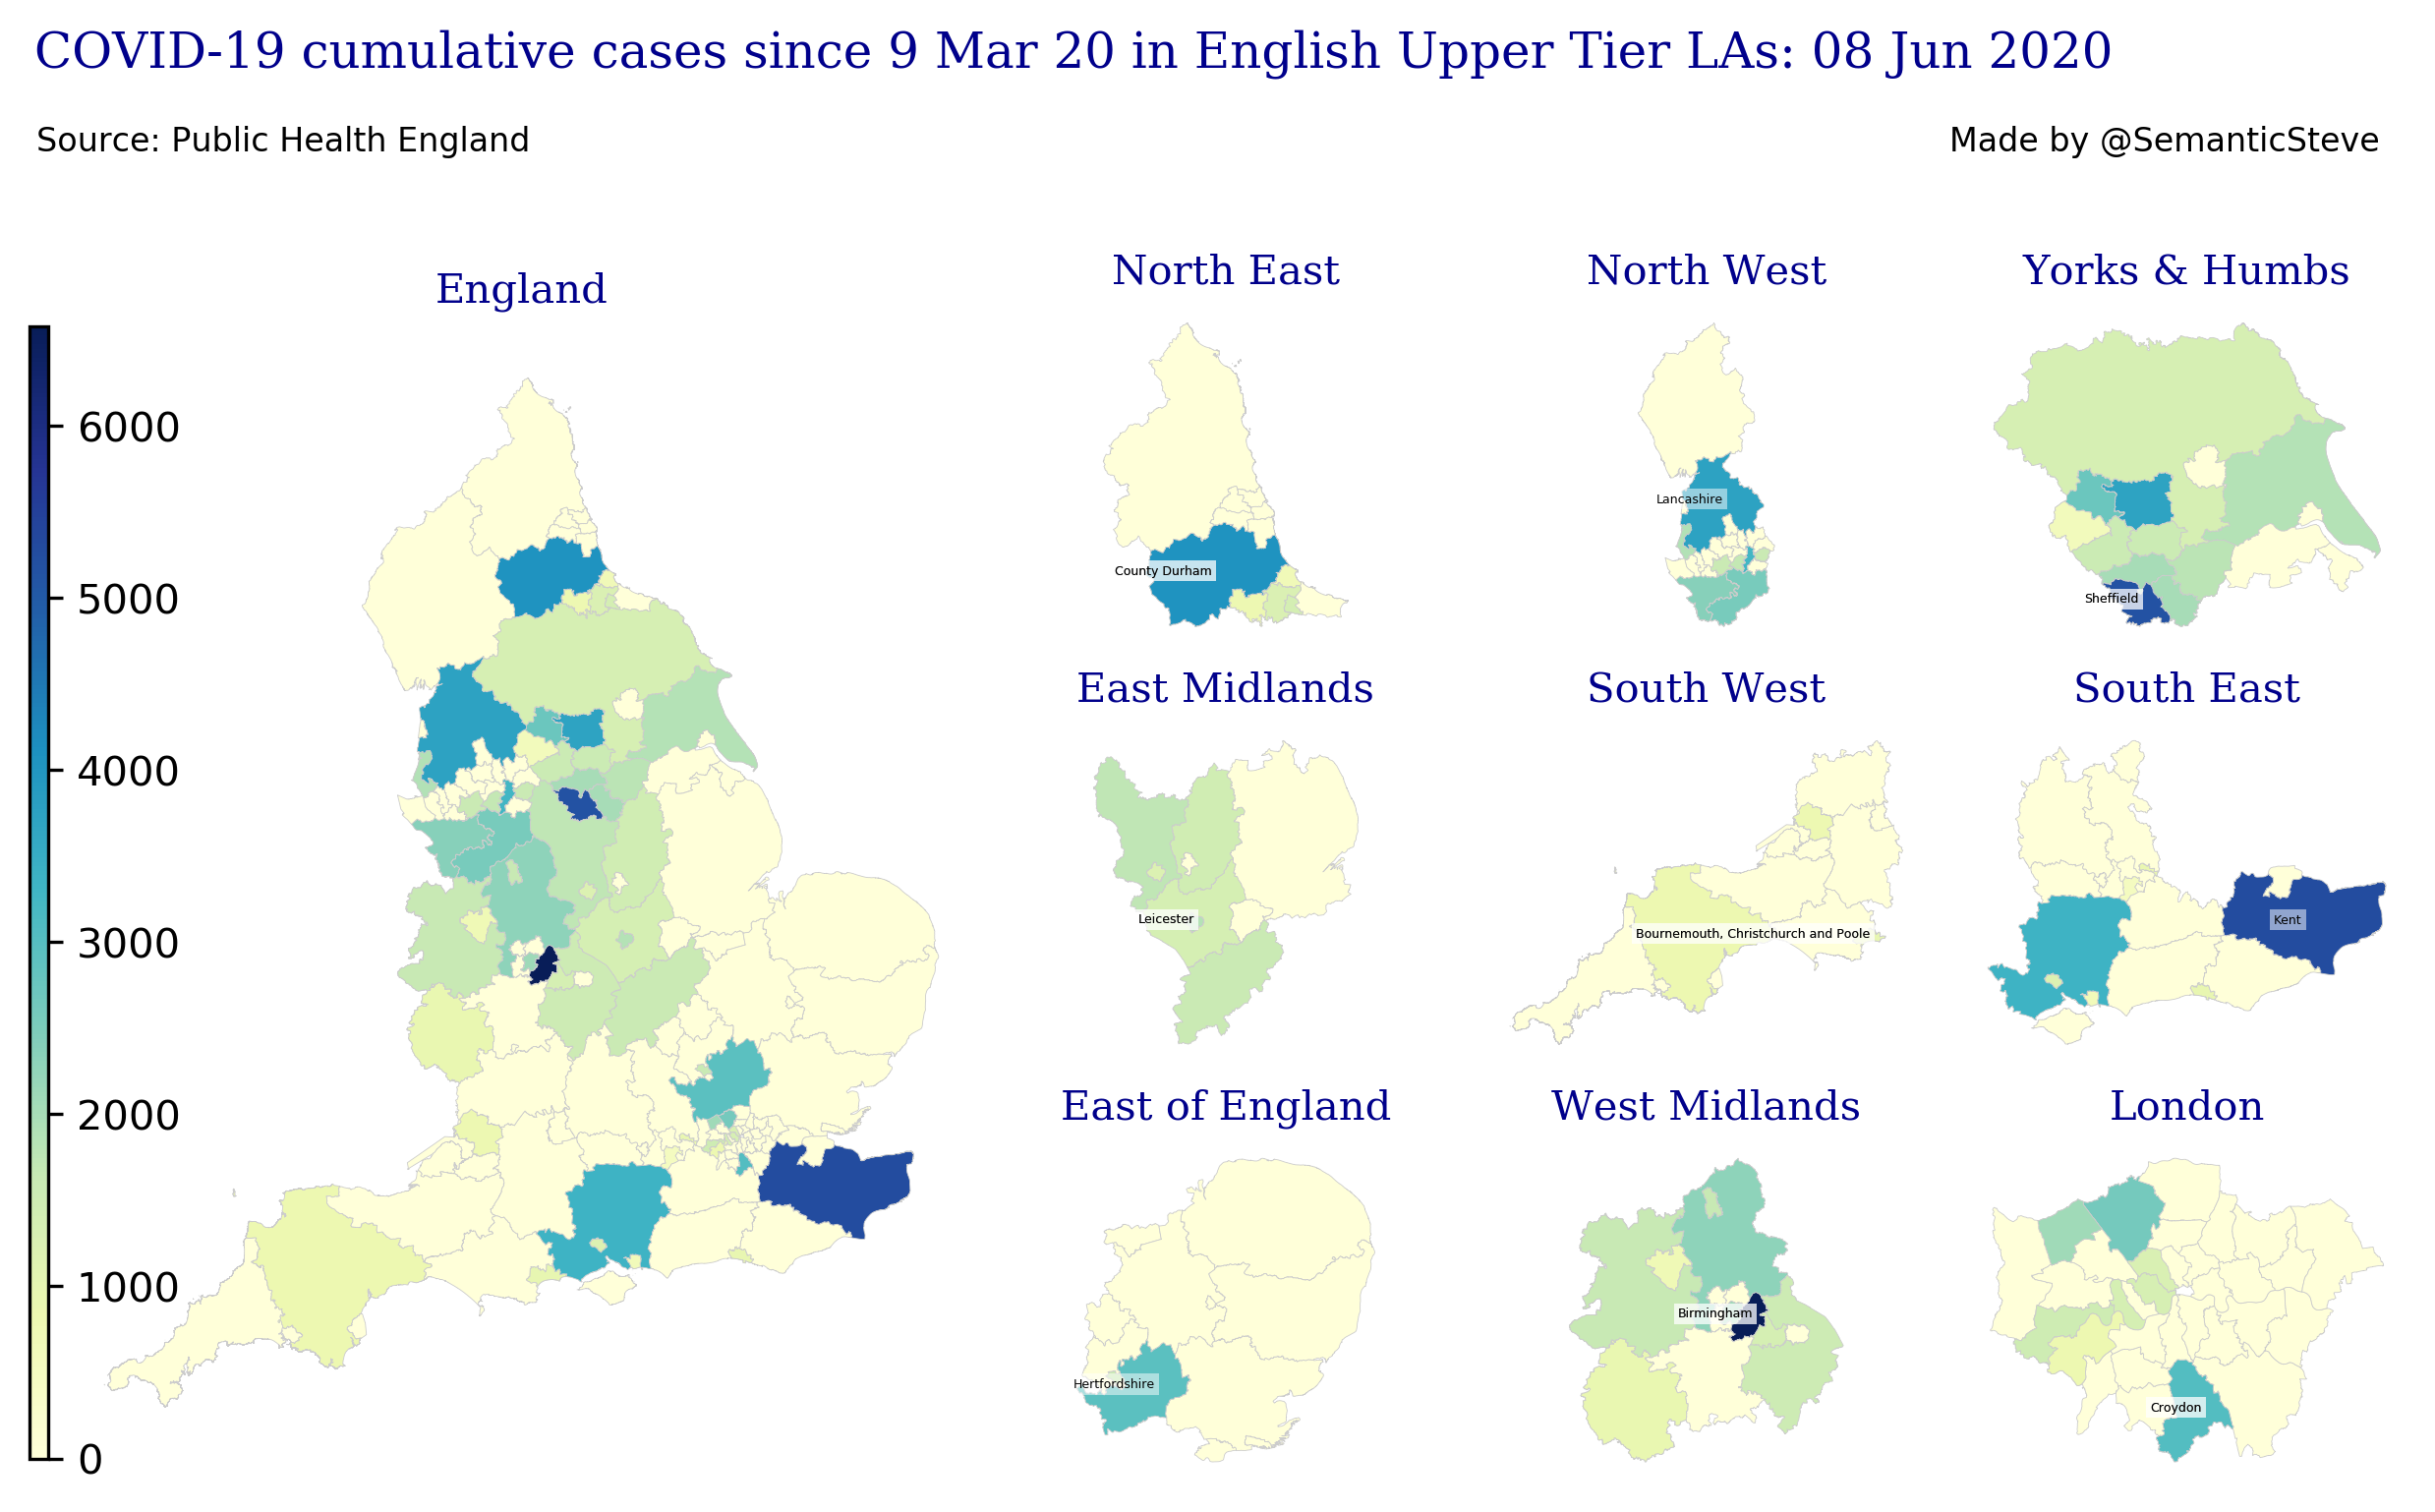 COVID-19 cumulative cases since 9 Mar 20 in English Upper Tier LAs: 08 Jun 2020
Source: Public Health England
Made by @SemanticSteve
England
6000
5000
4000
3000
2000
1000
0
North East
County Durham
North West
Lancashire
Yorks & Humbs
Sheffield
East Midlands
Leicester
South West
Bournemouth, Christchurch and Poole
South East
Kent
East of England
Hertfordshire
West Midlands
Birmingham
London
Croydon